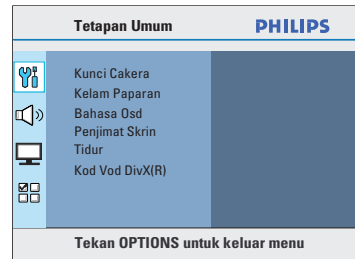 Tetapan Umum
PHILIPS
Kunci Cakera
Kelam Paparan
Bahasa Osd
Penjimat Skrin
Tidur
Kod Vod DivX(R)
Tekan OPTIONS untuk keluar menu